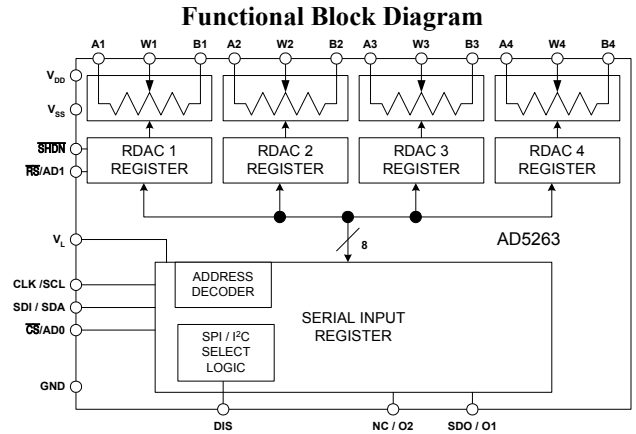 Functional Block Diagram
A1 W1 B1 A2 W2 B2 A3 W3 B3 A4 W4 B4
VDD
VSS
SHDN
RS/AD1
RDAC 1
REGISTER
RDAC 2
REGISTER
RDAC 3
REGISTER
RDAC 4
REGISTER
8
AD5263
VL
CLK /SCL
SDI / SDA
CS/AD0
GND
ADDRESS
DECODER
SERIAL INPUT
REGISTER
SPI / I²C
SELECT
LOGIC
DIS
NC / O2
SDO / O1